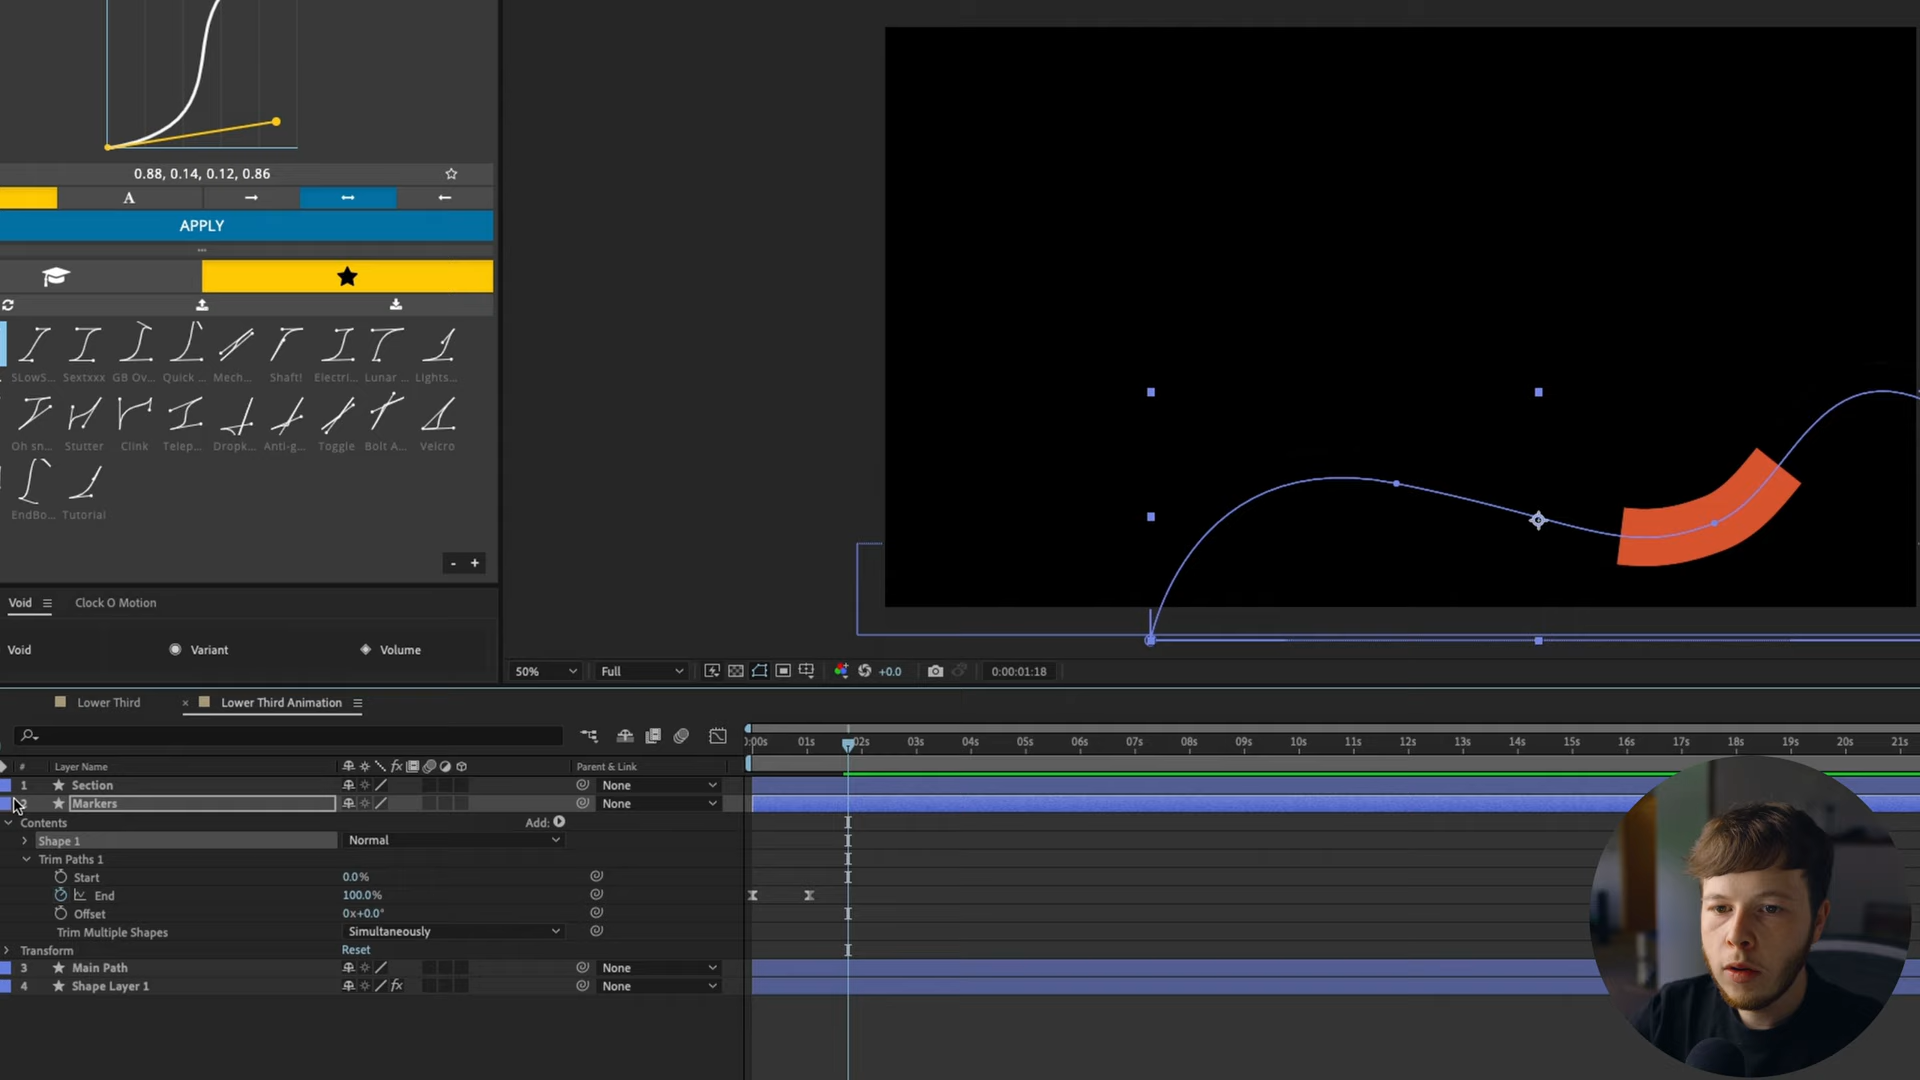 0.88, 0.14, 0.12, 0.86
A
APPLY
SLowS... Sextxxx GB Ov... Quick ... Mech... Shaft! Electri... Lunar ... Lights...
Oh sn... Stutter Clink Telep... Dropk... Anti-g... Toggle Bolt A... Velcro
EndBo... Tutorial
- +
Void Clock O Motion
Void Variant Volume
50% Full +0.0 0:00:01:18
Lower Third × Lower Third Animation
:00s 01s 02s 03s 04s 05s 06s 07s 08s 09s 10s 11s 12s 13s 14s 15s 16s 17s 18s 19s 20s 21s
# Layer Name fx Parent & Link
1 Section None
2 Markers None
Contents Add:
Shape 1 Normal
Trim Paths 1
Start 0.0%
End 100.0%
Offset 0x+0.0°
Trim Multiple Shapes Simultaneously
Transform Reset
3 Main Path None
4 Shape Layer 1 fx None